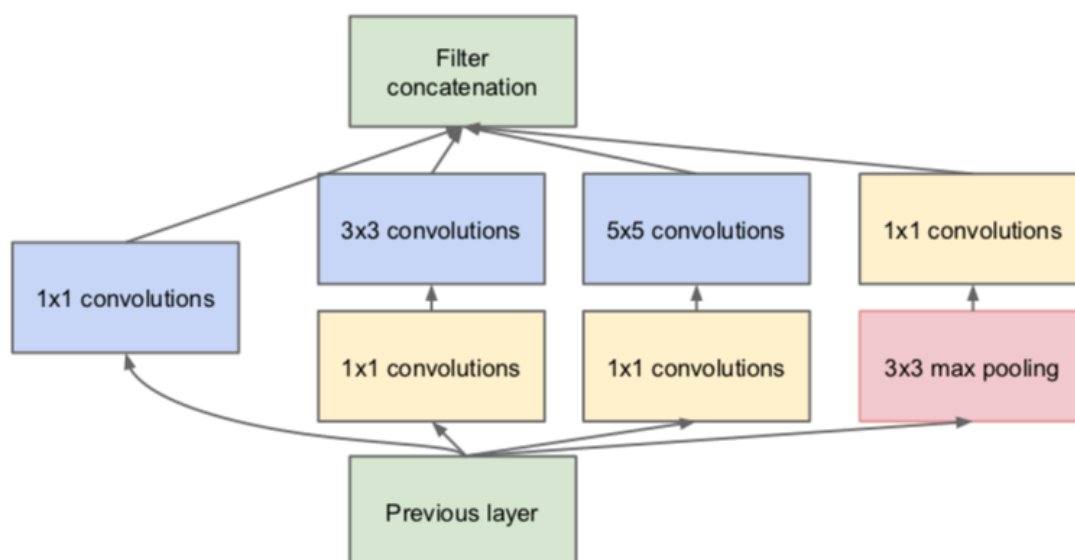 Filter
concatenation
3x3 convolutions
5x5 convolutions
1x1 convolutions
1x1 convolutions
1x1 convolutions
1x1 convolutions
3x3 max pooling
Previous layer